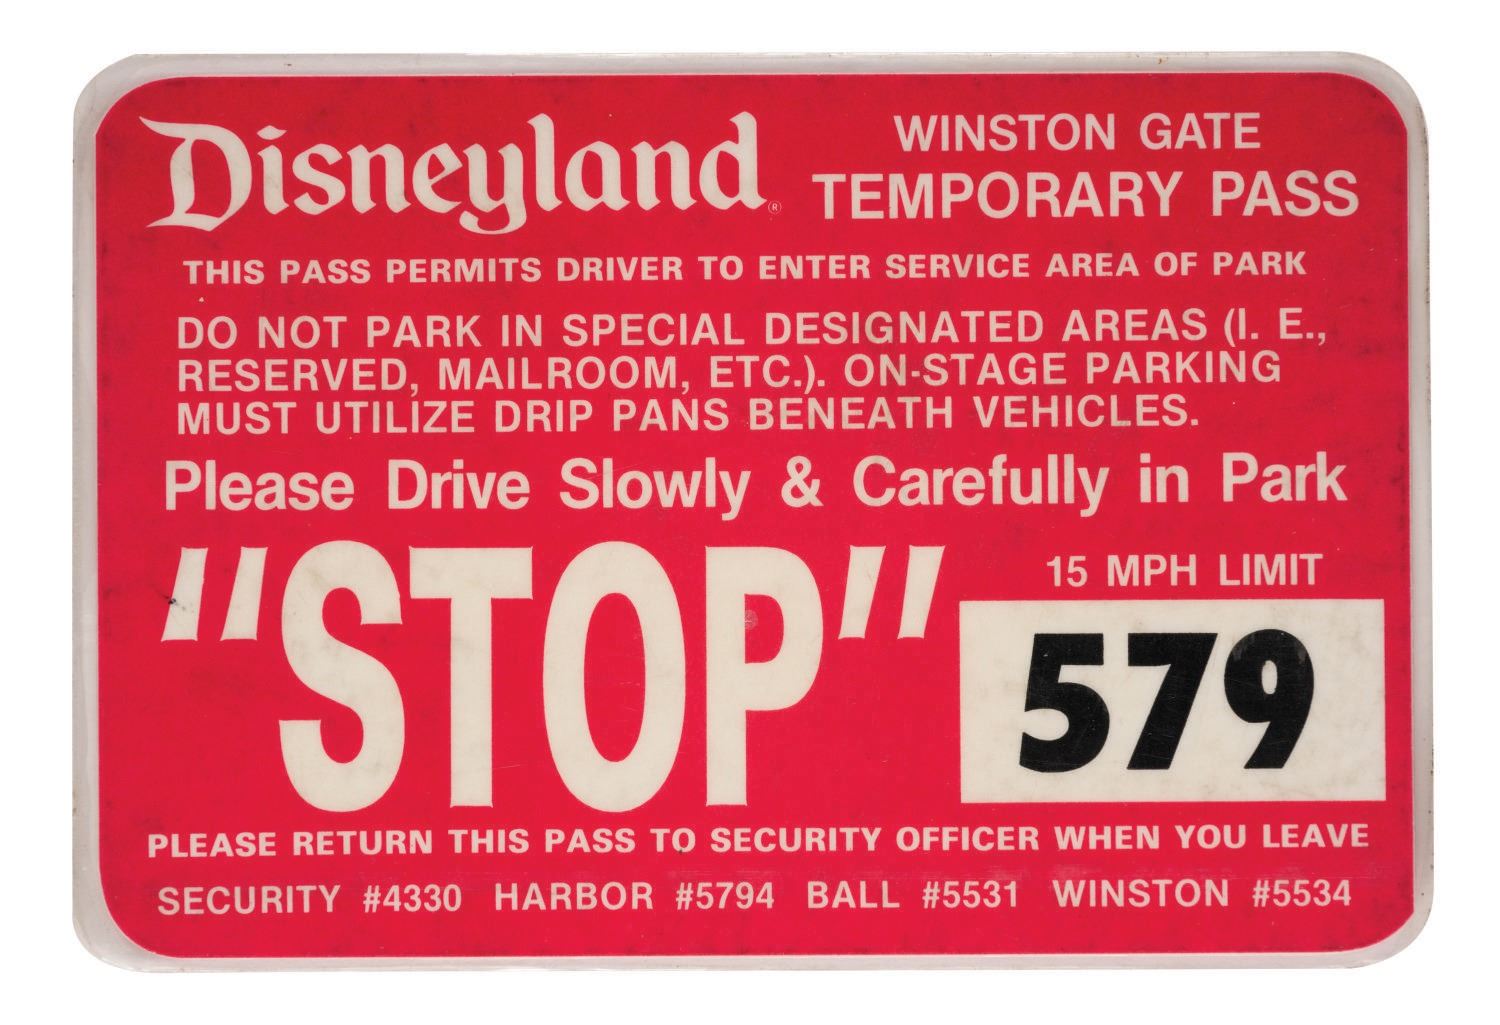 Disneyland®
WINSTON GATE
TEMPORARY PASS
THIS PASS PERMITS DRIVER TO ENTER SERVICE AREA OF PARK
DO NOT PARK IN SPECIAL DESIGNATED AREAS (I. E.,
RESERVED, MAILROOM, ETC.). ON-STAGE PARKING
MUST UTILIZE DRIP PANS BENEATH VEHICLES.
Please Drive Slowly & Carefully in Park
"STOP"
15 MPH LIMIT
579
PLEASE RETURN THIS PASS TO SECURITY OFFICER WHEN YOU LEAVE
SECURITY #4330 HARBOR #5794 BALL #5531 WINSTON #5534